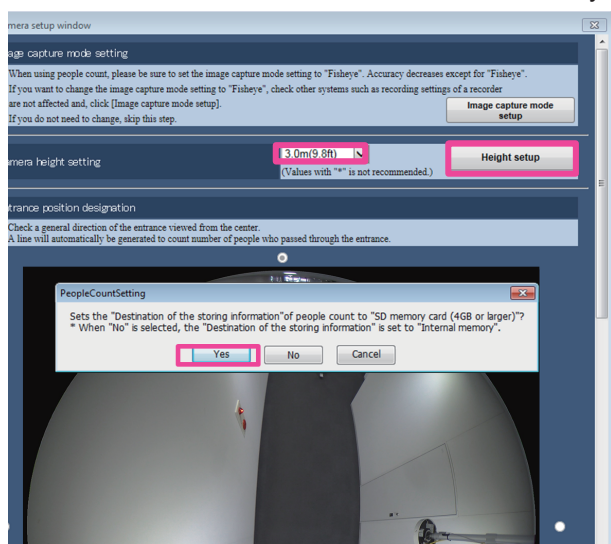 mera setup window
age capture mode setting
When using people count, please be sure to set the image capture mode setting to "Fisheye". Accuracy decreases except for "Fisheye".
If you want to change the image capture mode setting to "Fisheye", check other systems such as recording settings of a recorder
are not affected and, click [Image capture mode setup].
If you do not need to change, skip this step.
Image capture mode
setup
amera height setting
3.0m(9.8ft)
(Values with "*" is not recommended.)
Height setup
trance position designation
Check a general direction of the entrance viewed from the center.
A line will automatically be generated to count number of people who passed through the entrance.
PeopleCountSetting
Sets the "Destination of the storing information"of people count to "SD memory card (4GB or larger)"?
* When "No" is selected, the "Destination of the storing information" is set to "Internal memory".
Yes
No
Cancel